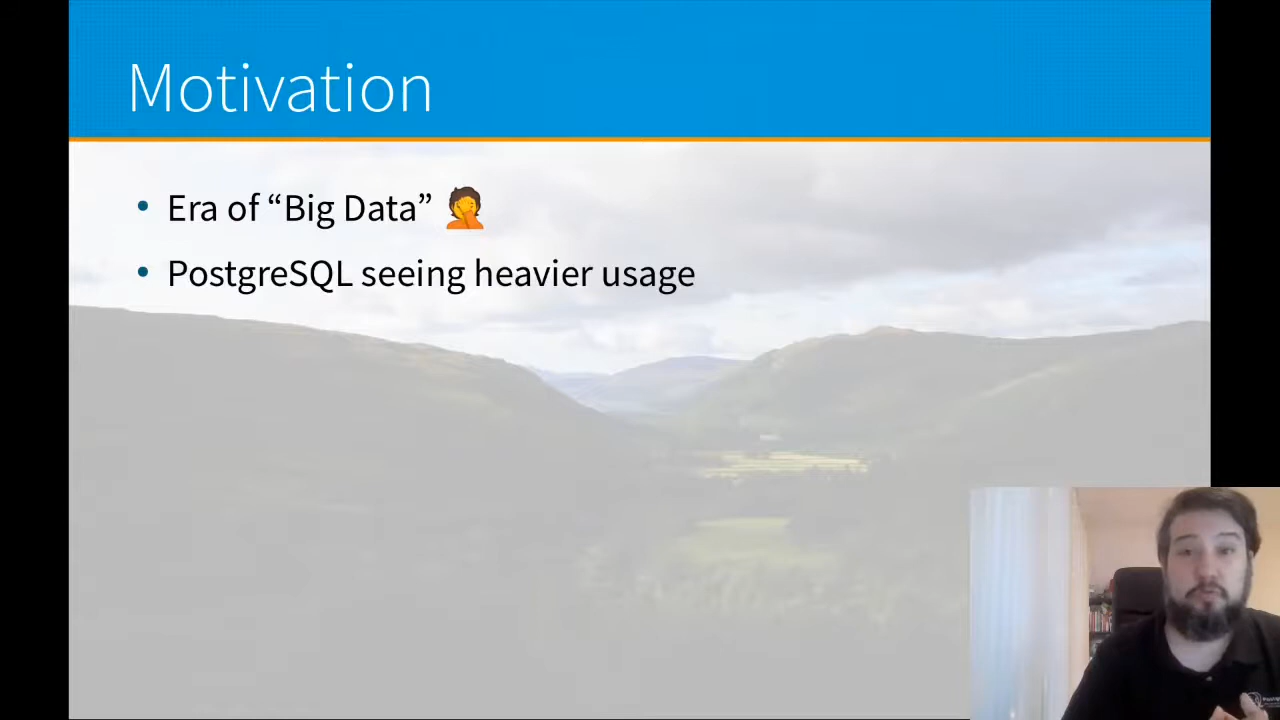 Motivation
• Era of “Big Data” 🤦
• PostgreSQL seeing heavier usage